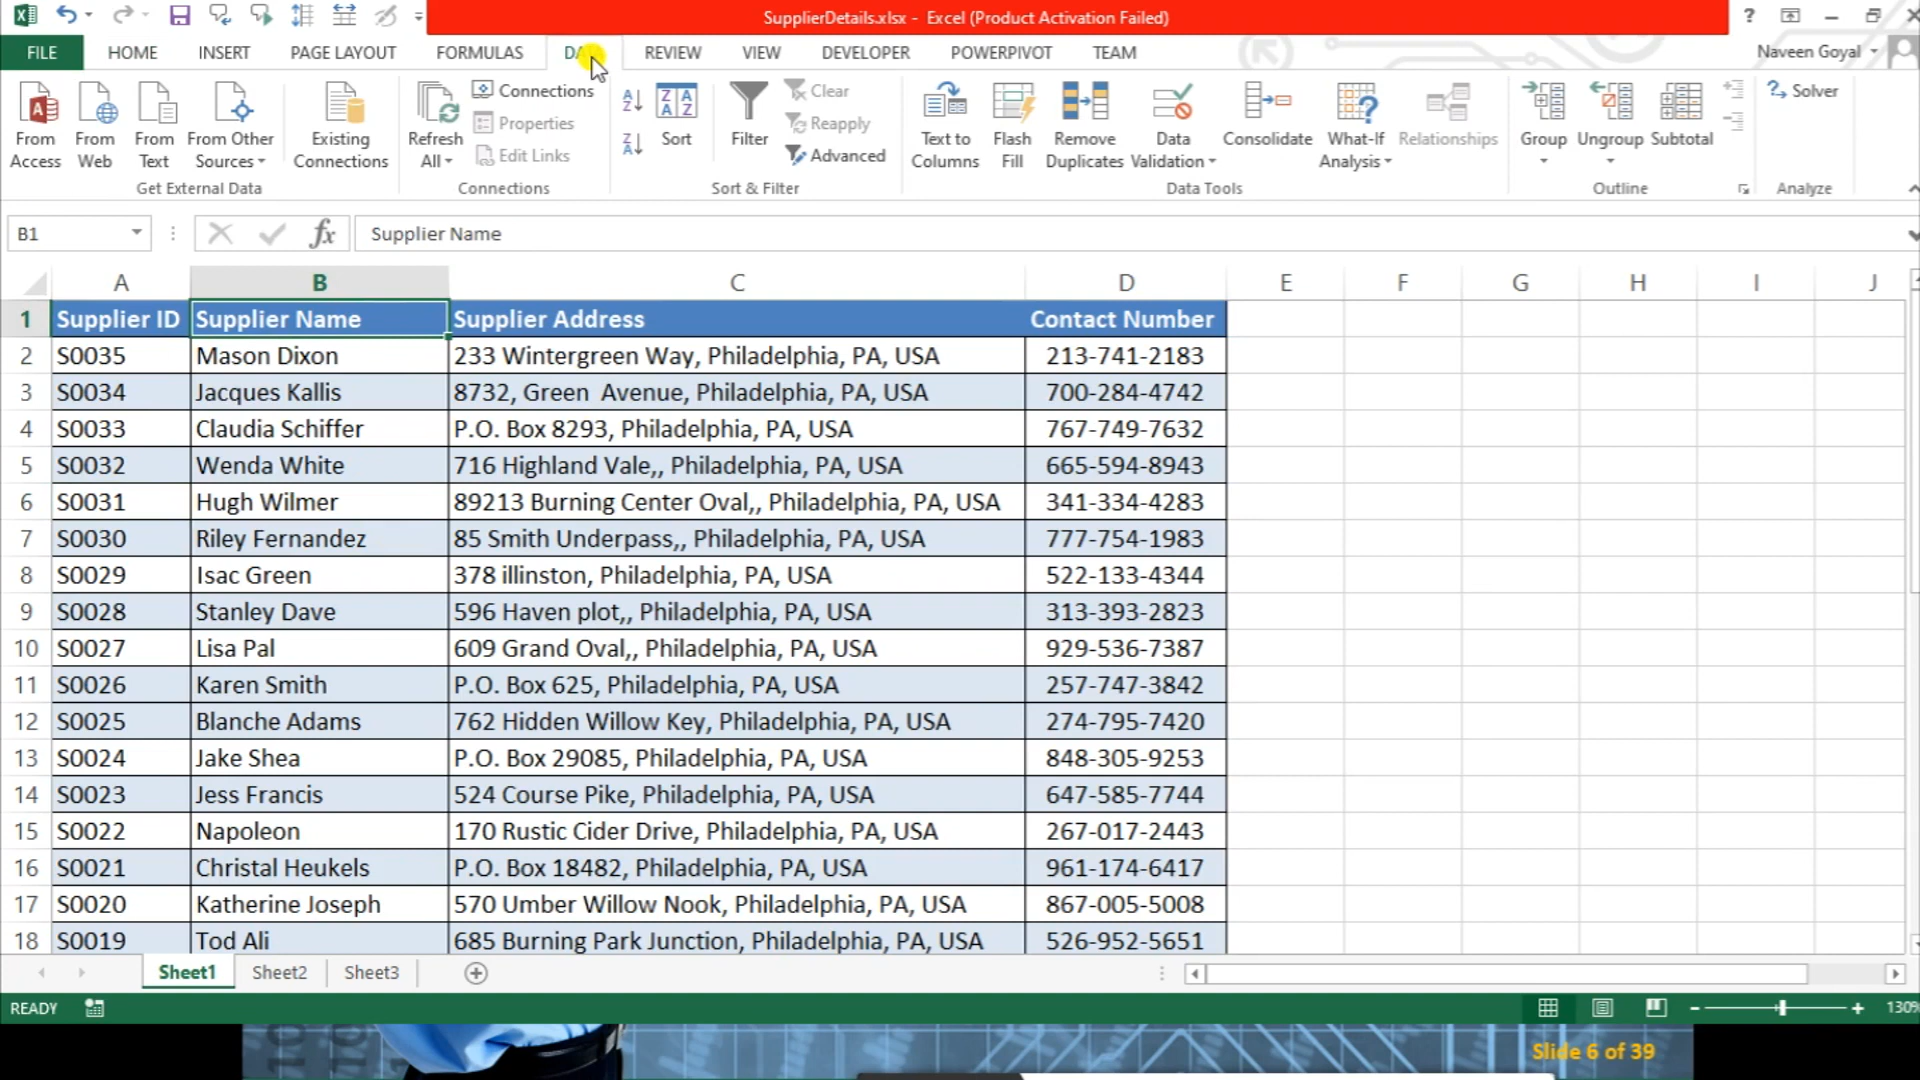 SupplierDetails.xlsx - Excel (Product Activation Failed)
?
FILE HOME INSERT PAGE LAYOUT FORMULAS REVIEW VIEW DEVELOPER POWERPIVOT TEAM Naveen Goyal
From Access From Web From Text From Other Sources Existing Connections
Get External Data
Refresh All Connections Properties Edit Links
Connections
Sort Filter Clear Reapply Advanced
Sort & Filter
Text to Columns Flash Fill Remove Duplicates Data Validation Consolidate What-If Analysis Relationships
Data Tools
Group Ungroup Subtotal
Outline
Solver
Analyze
B1 fx Supplier Name
A B C D E F G H I J
1 Supplier ID Supplier Name Supplier Address Contact Number
2 S0035 Mason Dixon 233 Wintergreen Way, Philadelphia, PA, USA 213-741-2183
3 S0034 Jacques Kallis 8732, Green  Avenue, Philadelphia, PA, USA 700-284-4742
4 S0033 Claudia Schiffer P.O. Box 8293, Philadelphia, PA, USA 767-749-7632
5 S0032 Wenda White 716 Highland Vale,, Philadelphia, PA, USA 665-594-8943
6 S0031 Hugh Wilmer 89213 Burning Center Oval,, Philadelphia, PA, USA 341-334-4283
7 S0030 Riley Fernandez 85 Smith Underpass,, Philadelphia, PA, USA 777-754-1983
8 S0029 Isac Green 378 illinston, Philadelphia, PA, USA 522-133-4344
9 S0028 Stanley Dave 596 Haven plot,, Philadelphia, PA, USA 313-393-2823
10 S0027 Lisa Pal 609 Grand Oval,, Philadelphia, PA, USA 929-536-7387
11 S0026 Karen Smith P.O. Box 625, Philadelphia, PA, USA 257-747-3842
12 S0025 Blanche Adams 762 Hidden Willow Key, Philadelphia, PA, USA 274-795-7420
13 S0024 Jake Shea P.O. Box 29085, Philadelphia, PA, USA 848-305-9253
14 S0023 Jess Francis 524 Course Pike, Philadelphia, PA, USA 647-585-7744
15 S0022 Napoleon 170 Rustic Cider Drive, Philadelphia, PA, USA 267-017-2443
16 S0021 Christal Heukels P.O. Box 18482, Philadelphia, PA, USA 961-174-6417
17 S0020 Katherine Joseph 570 Umber Willow Nook, Philadelphia, PA, USA 867-005-5008
18 S0019 Tod Ali 685 Burning Park Junction, Philadelphia, PA, USA 526-952-5651
Sheet1 Sheet2 Sheet3
READY 130%
Slide 6 of 39